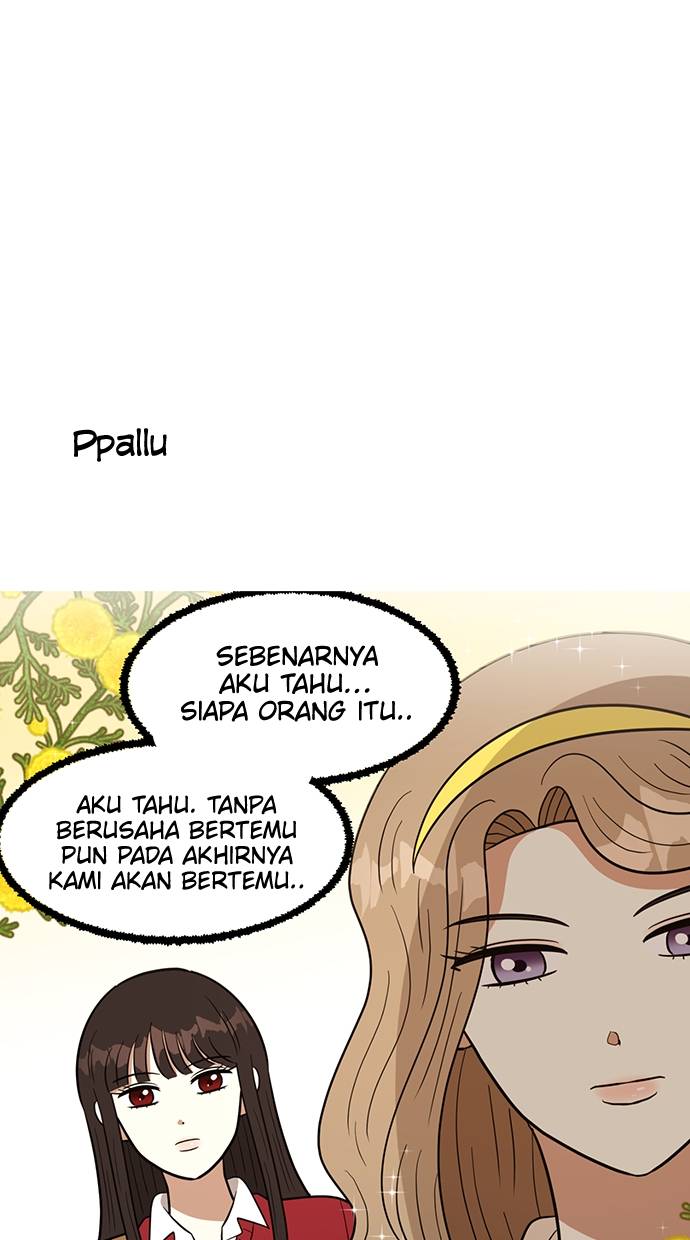 Ppallu
SEBENARNYA
AKU TAHU...
SIAPA ORANG ITU..
AKU TAHU. TANPA
BERUSAHA BERTEMU
PUN PADA AKHIRNYA
KAMI AKAN BERTEMU..